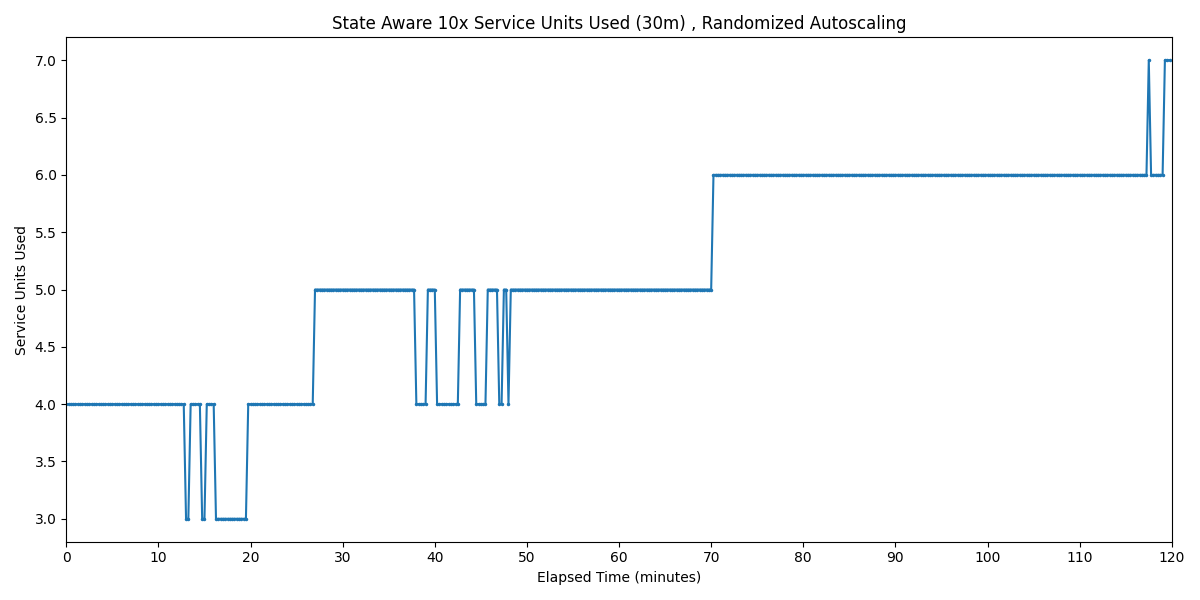 State Aware 10x Service Units Used (30m) , Randomized Autoscaling
7.0
6.5
6.0
5.5
5.0
4.5
4.0
3.5
3.0
Service Units Used
0 10 20 30 40 50 60 70 80 90 100 110 120
Elapsed Time (minutes)